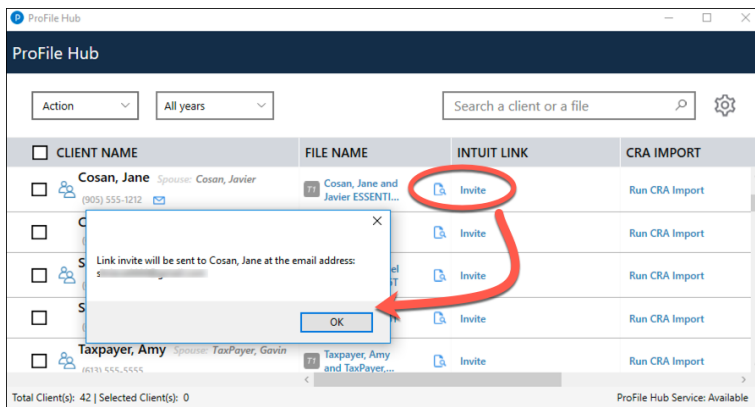 ProFile Hub
ProFile Hub
Action
All years
Search a client or a file
CLIENT NAME
FILE NAME
INTUIT LINK
CRA IMPORT
Cosan, Jane Spouse: Cosan, Javier
(905) 555-1212
T1 Cosan, Jane and
Javier ESSENTI...
Invite
Run CRA Import
C
Invite
Run CRA Import
S
Invite
Run CRA Import
S
Invite
Run CRA Import
Link invite will be sent to Cosan, Jane at the email address:
OK
Taxpayer, Amy Spouse: TaxPayer, Gavin
(613) 555-5555
T1 Taxpayer, Amy
and TaxPayer,...
Invite
Run CRA Import
Total Client(s): 42 | Selected Client(s): 0
ProFile Hub Service: Available